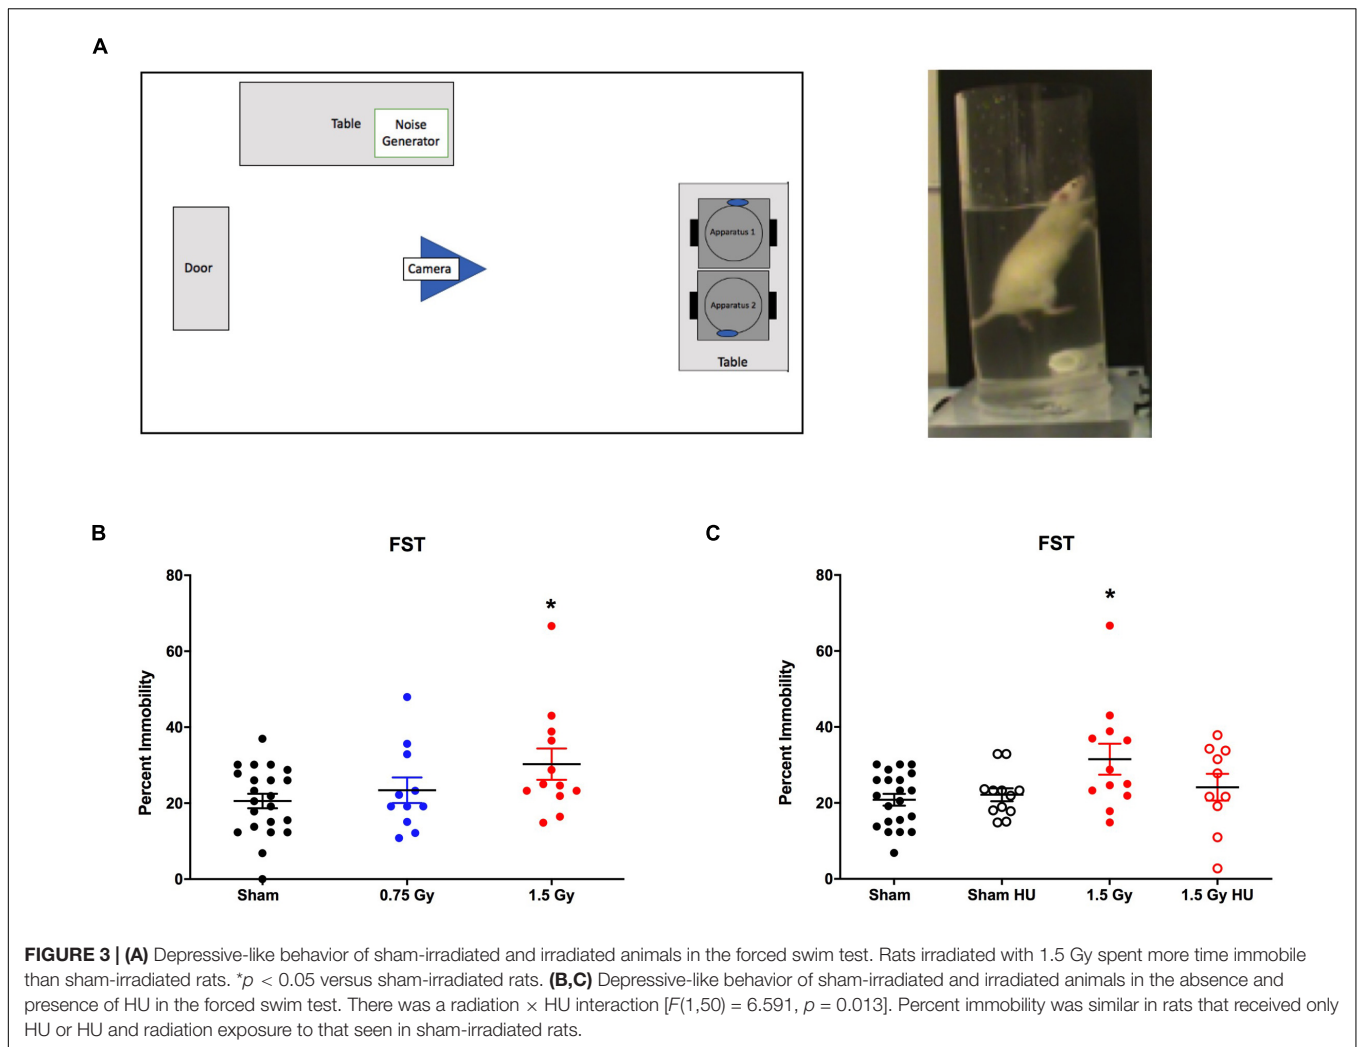 A
Table
Noise
Generator
Door
Camera
Apparatus 1
Apparatus 2
Table
B
FST
80
60
40
20
0
Percent Immobility
*
Sham
0.75 Gy
1.5 Gy
C
FST
80
60
40
20
0
Percent Immobility
*
Sham
Sham HU
1.5 Gy
1.5 Gy HU
FIGURE 3 | (A) Depressive-like behavior of sham-irradiated and irradiated animals in the forced swim test. Rats irradiated with 1.5 Gy spent more time immobile
than sham-irradiated rats. *p < 0.05 versus sham-irradiated rats. (B,C) Depressive-like behavior of sham-irradiated and irradiated animals in the absence and
presence of HU in the forced swim test. There was a radiation × HU interaction [F(1,50) = 6.591, p = 0.013]. Percent immobility was similar in rats that received only
HU or HU and radiation exposure to that seen in sham-irradiated rats.